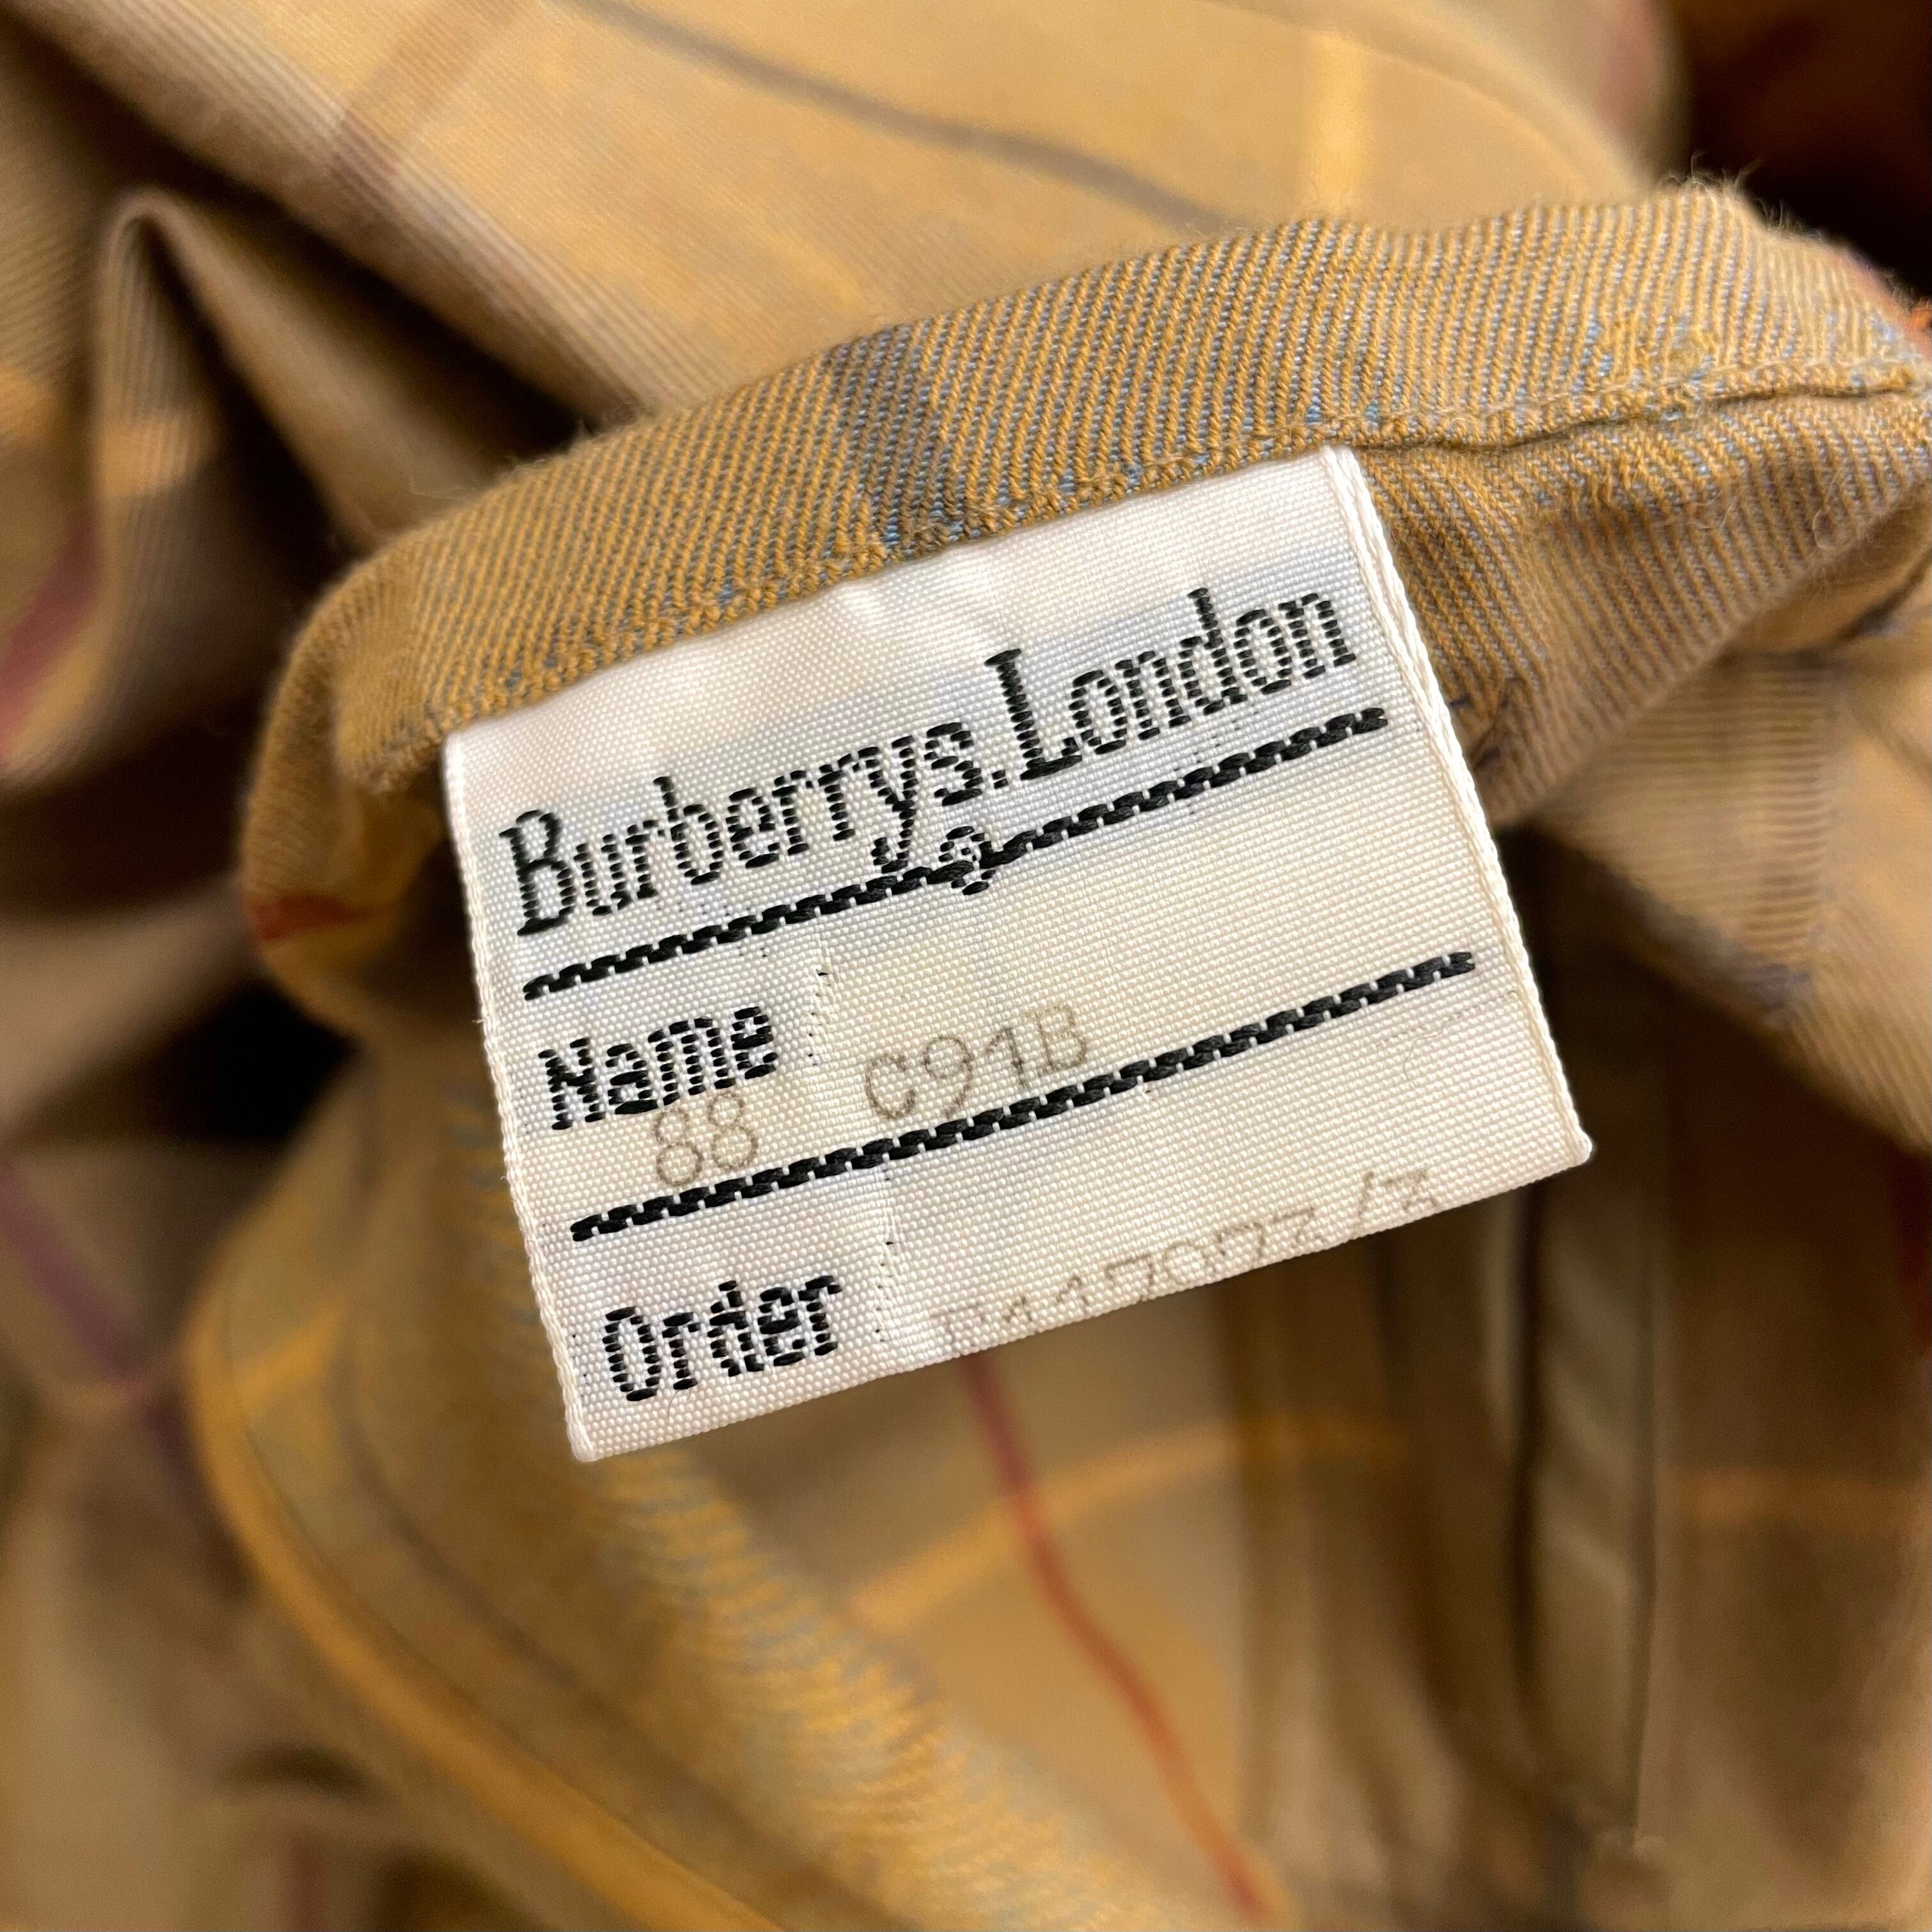 Burberrys. London
Name
88 C91B
Order